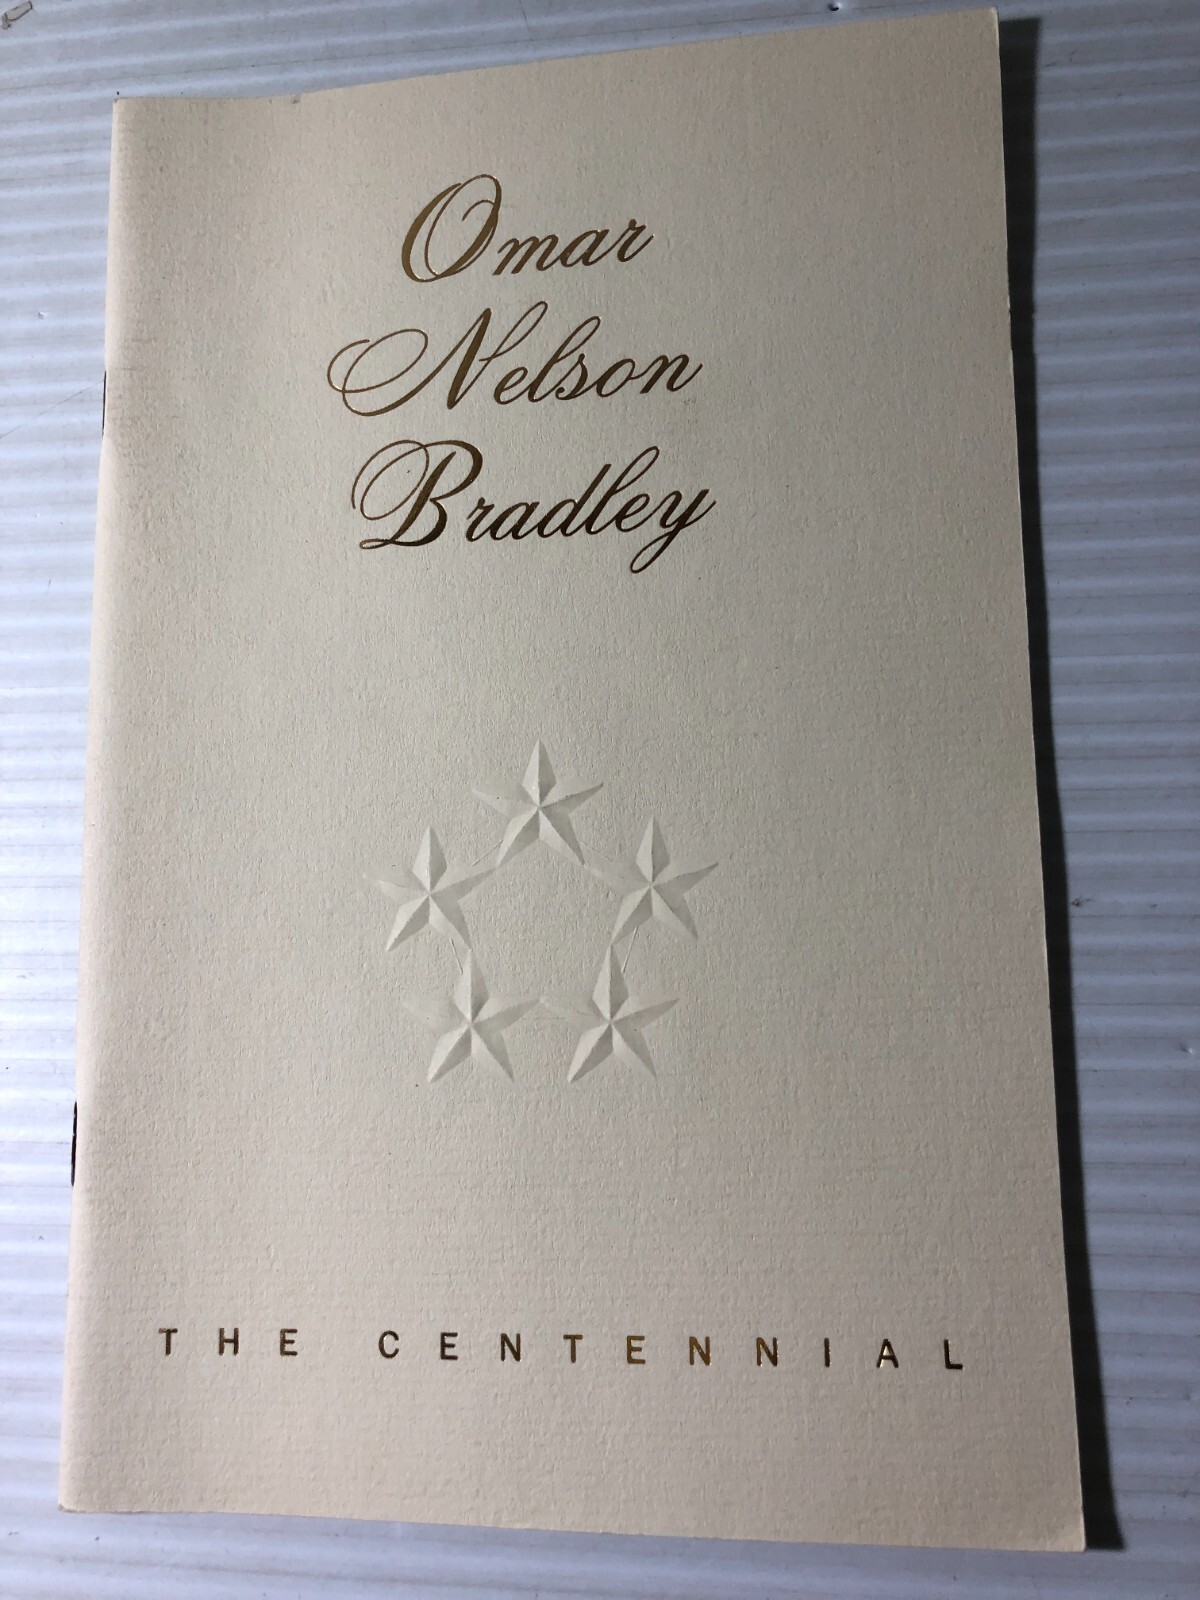 Omar
Nelson
Bradley
THE CENTENNIAL